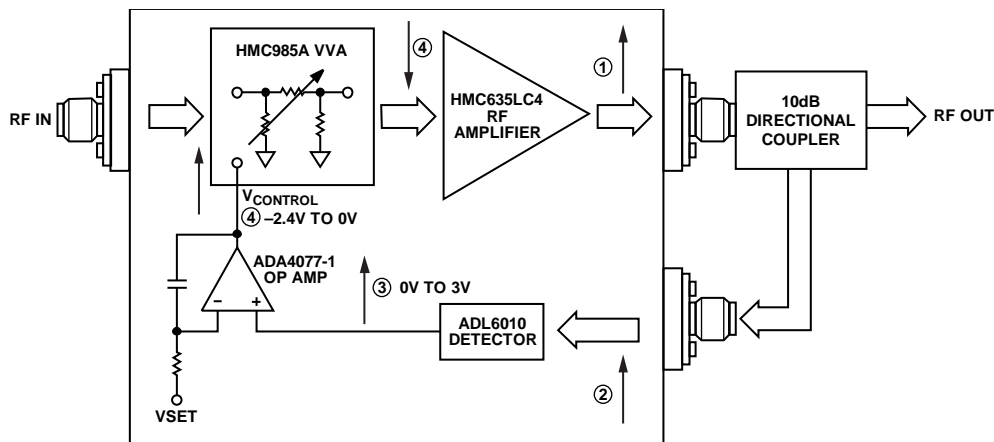 HMC985A VVA
④
①
HMC635LC4
RF
AMPLIFIER
RF IN
10dB
DIRECTIONAL
COUPLER
RF OUT
VCONTROL
④ –2.4V TO 0V
ADA4077-1
OP AMP
③ 0V TO 3V
– +
ADL6010
DETECTOR
②
VSET